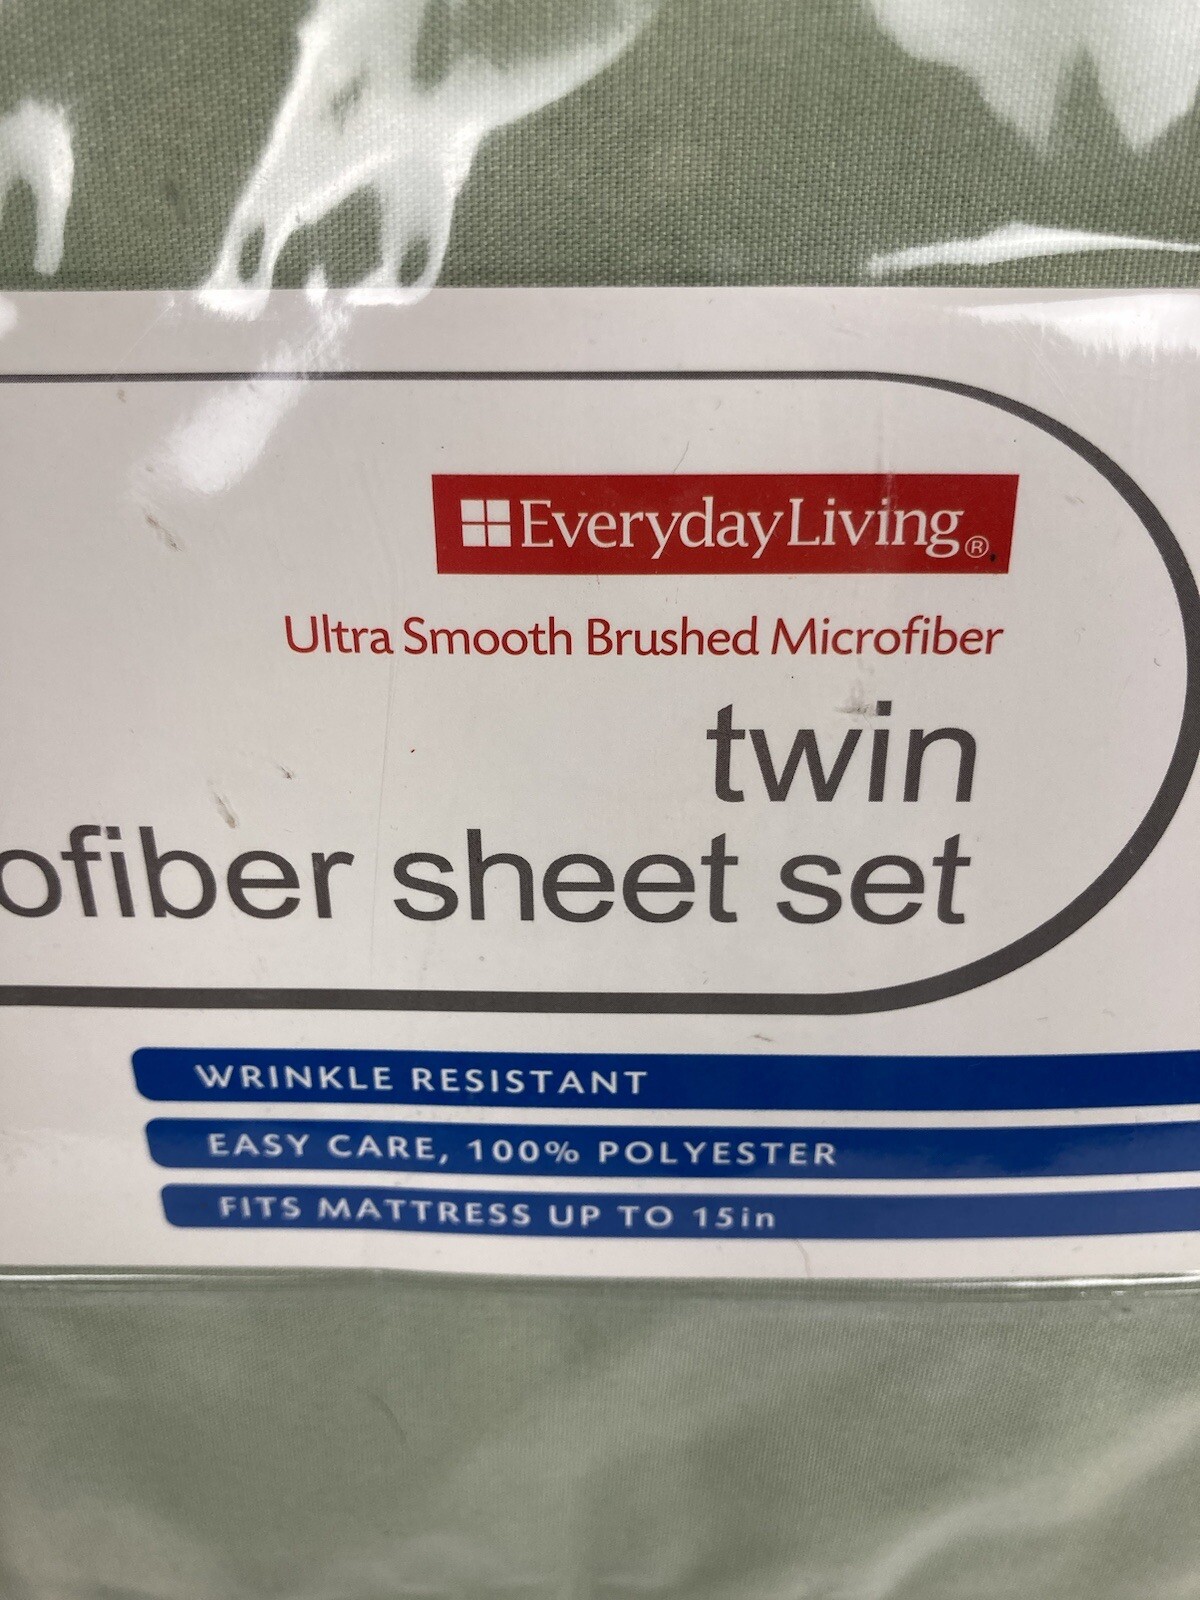 EverydayLiving®
Ultra Smooth Brushed Microfiber
twin
ofiber sheet set
WRINKLE RESISTANT
EASY CARE, 100% POLYESTER
FITS MATTRESS UP TO 15in